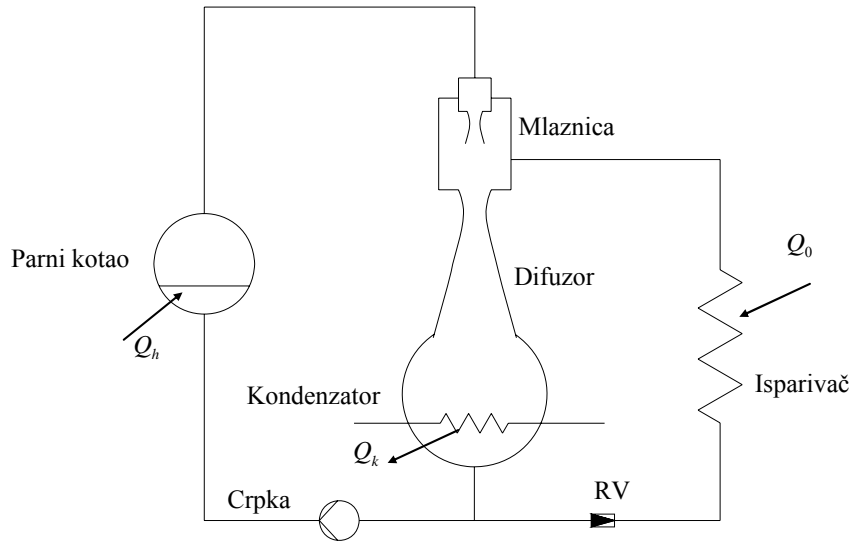 Mlaznica
Parni kotao
Q₀
Difuzor
Qₕ
Isparivač
Kondenzator
Qₖ
RV
Crpka